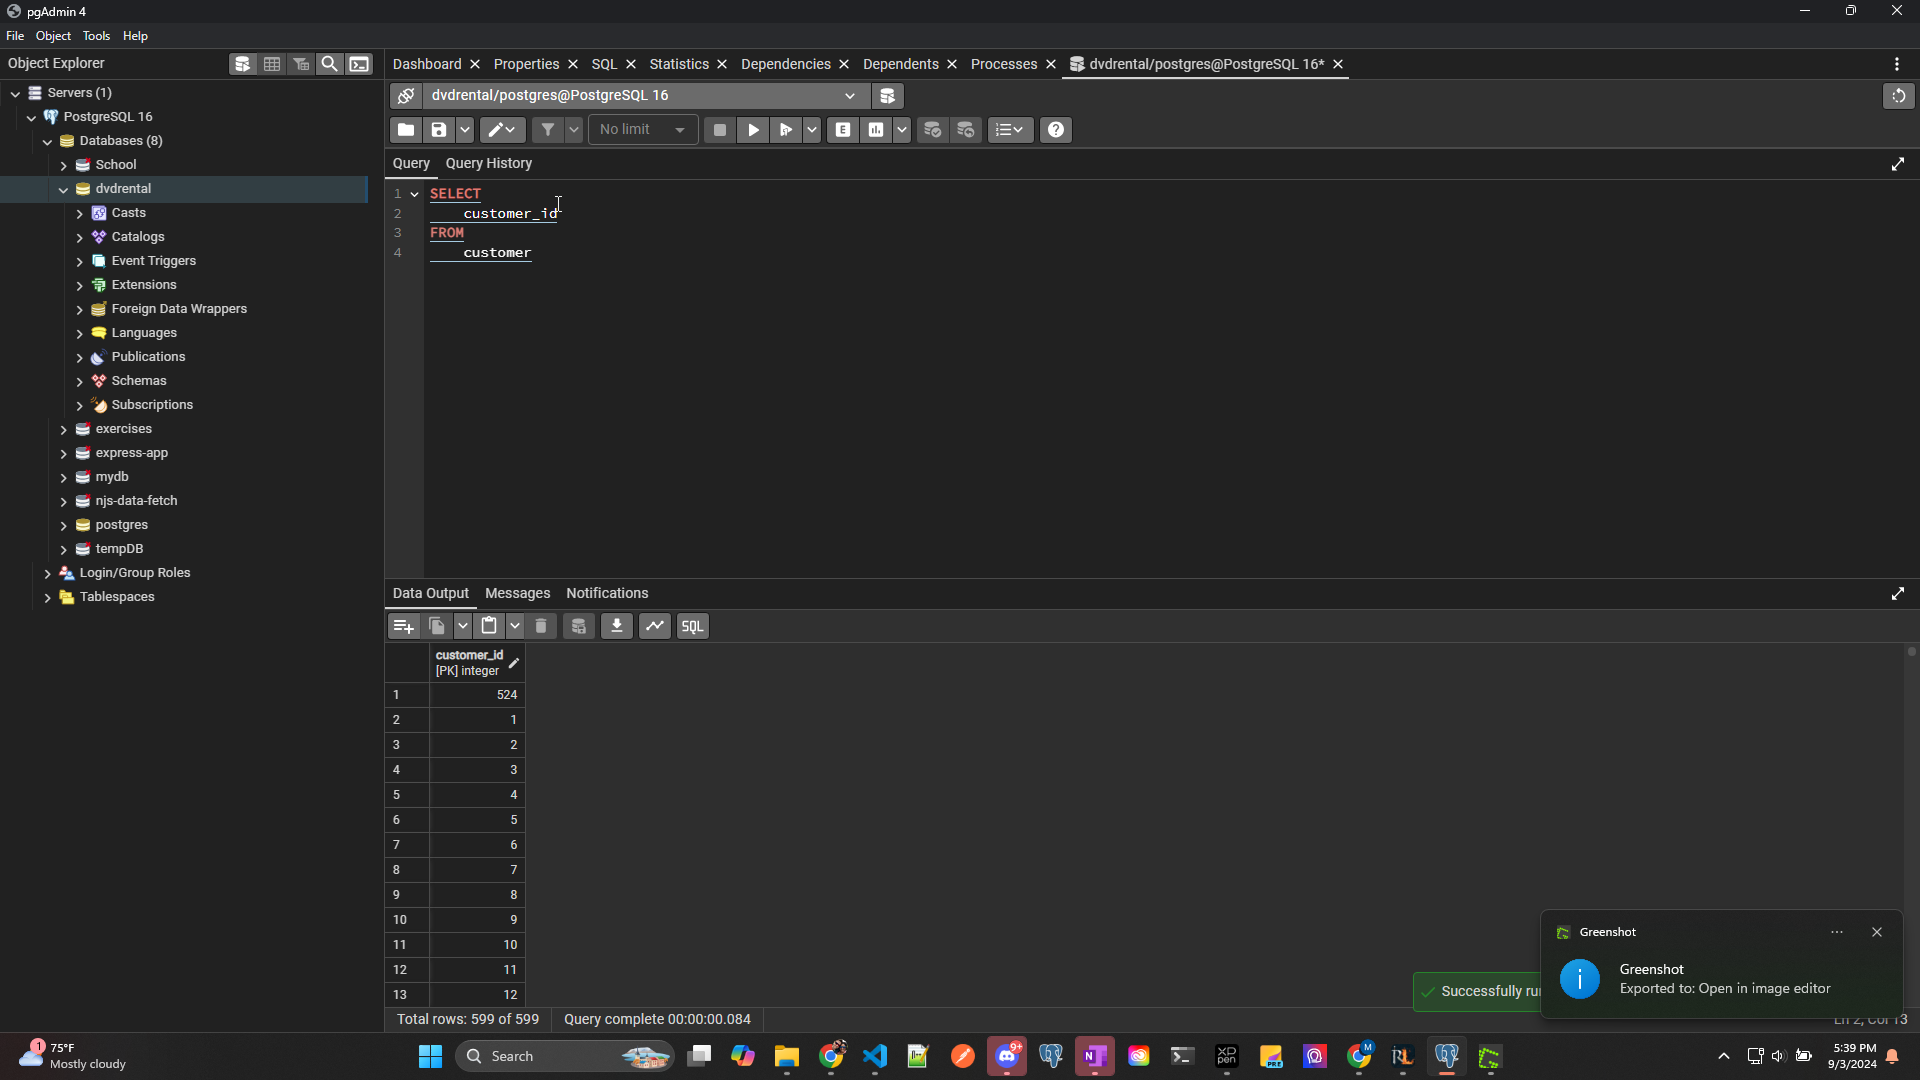 pgAdmin 4
File Object Tools Help
Object Explorer
Dashboard Properties SQL Statistics Dependencies Dependents Processes dvdrental/postgres@PostgreSQL 16*
Servers (1)
PostgreSQL 16
Databases (8)
School
dvdrental
Casts
Catalogs
Event Triggers
Extensions
Foreign Data Wrappers
Languages
Publications
Schemas
Subscriptions
exercises
express-app
mydb
njs-data-fetch
postgres
tempDB
Login/Group Roles
Tablespaces
dvdrental/postgres@PostgreSQL 16
No limit
E
Query Query History
1 SELECT
2 customer_id
3 FROM
4 customer
Data Output Messages Notifications
SQL
customer_id
[PK] integer
1 524
2 1
3 2
4 3
5 4
6 5
7 6
8 7
9 8
10 9
11 10
12 11
13 12
Successfully ru
Greenshot
Greenshot
Exported to: Open in image editor
Total rows: 599 of 599 Query complete 00:00:00.084
Ln 2, Col 13
1
75°F
Mostly cloudy
Search
PRE
9+
N
XP
pen
M
RL
5:39 PM
9/3/2024